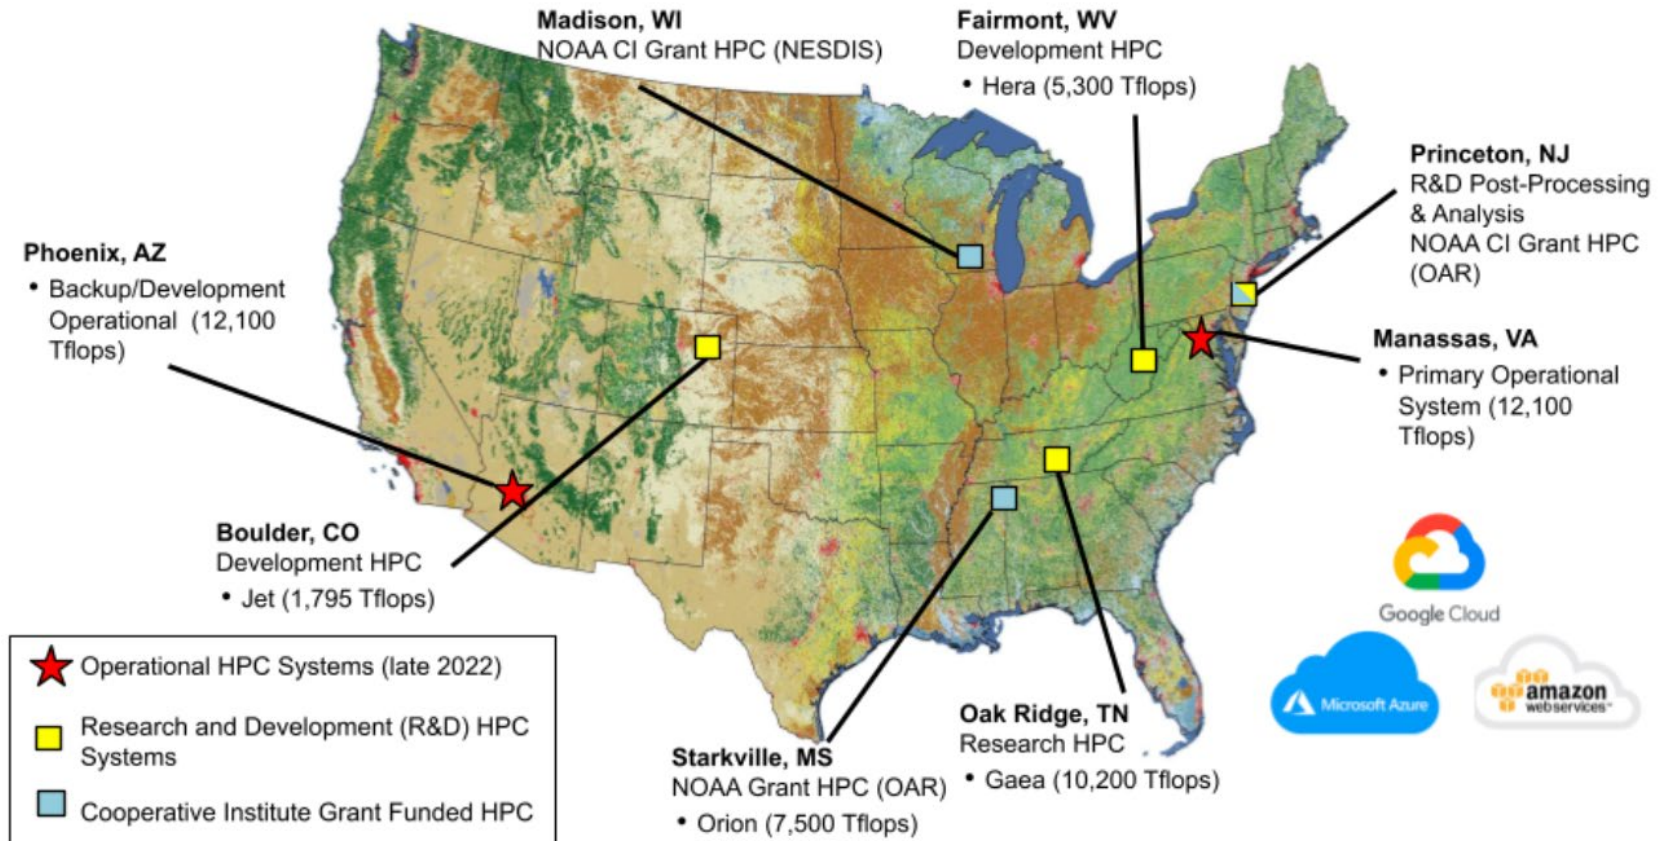 Madison, WI
NOAA CI Grant HPC (NESDIS)
Fairmont, WV
Development HPC
• Hera (5,300 Tflops)
Princeton, NJ
R&D Post-Processing
& Analysis
NOAA CI Grant HPC
(OAR)
Phoenix, AZ
• Backup/Development
Operational (12,100
Tflops)
Manassas, VA
• Primary Operational
System (12,100
Tflops)
Boulder, CO
Development HPC
• Jet (1,795 Tflops)
Google Cloud
Microsoft Azure
amazon
webservices™
Oak Ridge, TN
Research HPC
• Gaea (10,200 Tflops)
Starkville, MS
NOAA Grant HPC (OAR)
• Orion (7,500 Tflops)
Operational HPC Systems (late 2022)
Research and Development (R&D) HPC
Systems
Cooperative Institute Grant Funded HPC